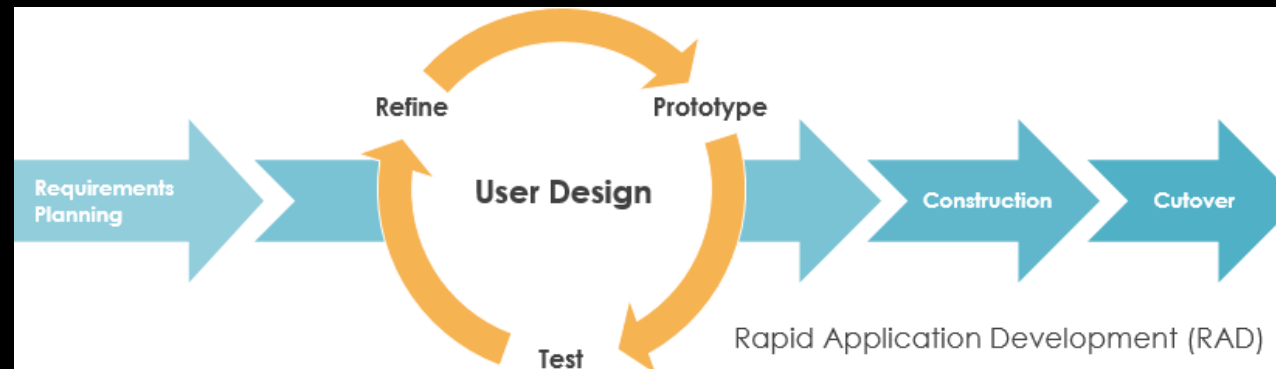 Refine
Prototype
Requirements
Planning
User Design
Construction
Cutover
Test
Rapid Application Development (RAD)